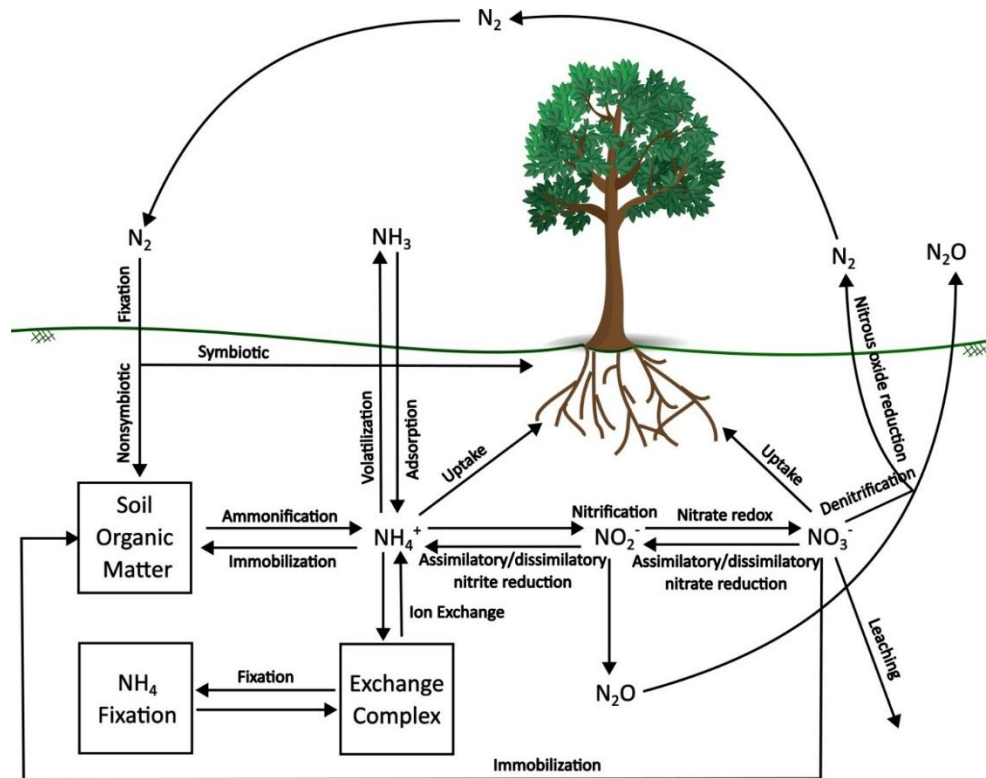 N₂
N₂
NH₃
N₂
N₂O
Fixation
Nonsymbiotic
Symbiotic
Volatilization
Adsorption
Uptake
Uptake
Nitrous oxide reduction
Denitrification
Soil
Organic
Matter
Ammonification
Immobilization
NH₄⁺
Nitrification
Assimilatory/dissimilatory
nitrite reduction
NO₂⁻
Nitrate redox
Assimilatory/dissimilatory
nitrate reduction
NO₃⁻
Ion Exchange
Leaching
NH₄
Fixation
Fixation
Exchange
Complex
N₂O
Immobilization